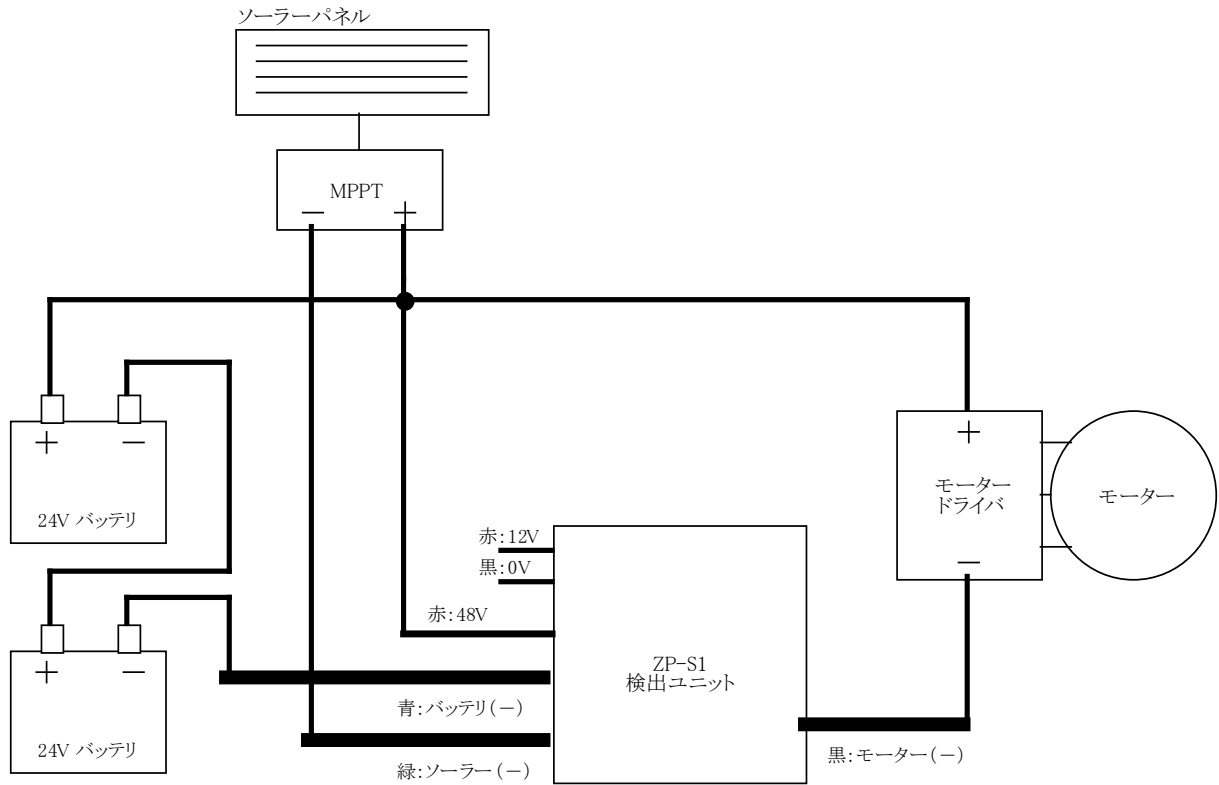 ソーラーパネル
MPPT
－ ＋
＋ －
24V バッテリ
＋ －
24V バッテリ
赤：12V
黒：0V
赤：48V
ZP-S1
検出ユニット
青：バッテリ（－）
緑：ソーラー（－）
＋
モーター
ドライバ
－
モーター
黒：モーター（－）